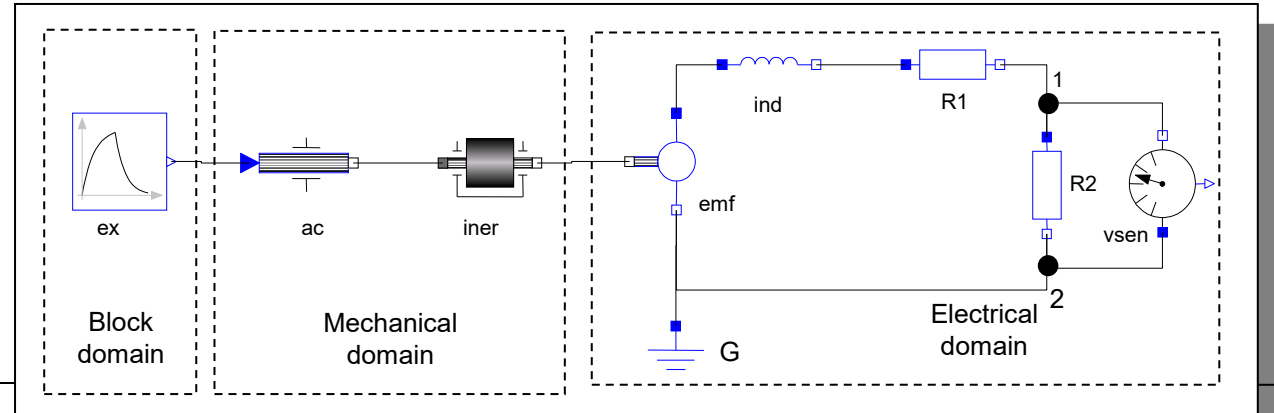 ind
R1
1
R2
vsen
ex
ac
iner
emf
2
Block
domain
Mechanical
domain
Electrical
domain
G